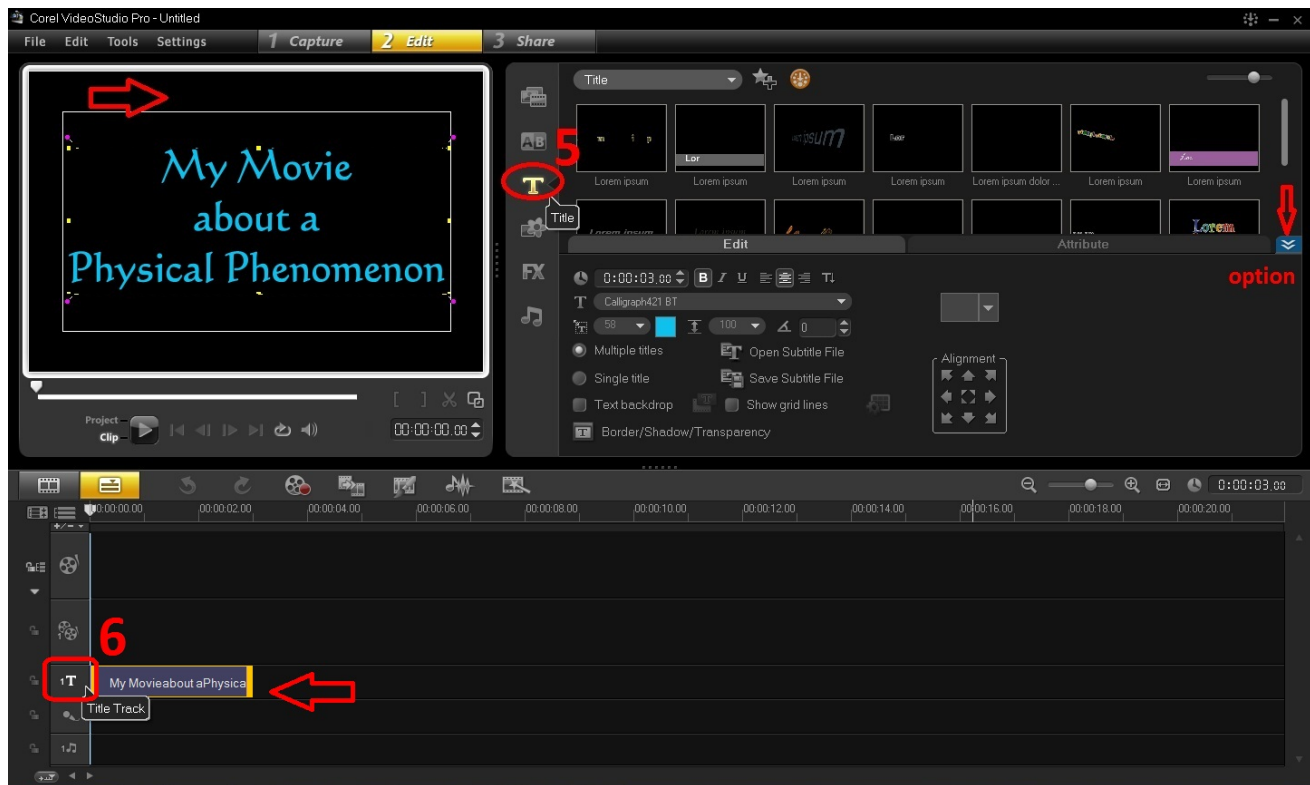 Corel VideoStudio Pro - Untitled
File Edit Tools Settings 1 Capture 2 Edit 3 Share
My Movie
about a
Physical Phenomenon
Project
Clip
00:00:00.00
Title
AB
5
T
Title
FX
Lor
Lorem ipsum Lorem ipsum Lorem ipsum Lorem ipsum Lorem ipsum dolor ... Lorem ipsum Lorem ipsum
Lorem
Edit Attribute
option
0:00:03.00 B I U
T Calligraph421 BT
58 100 0
Multiple titles Open Subtitle File
Single title Save Subtitle File
Text backdrop Show grid lines
Border/Shadow/Transparency
Alignment
0:00:03.00
00:00:00.00 00:00:02.00 00:00:04.00 00:00:06.00 00:00:08.00 00:00:10.00 00:00:12.00 00:00:14.00 00:00:16.00 00:00:18.00 00:00:20.00
6
1T My Movieabout aPhysica
Title Track